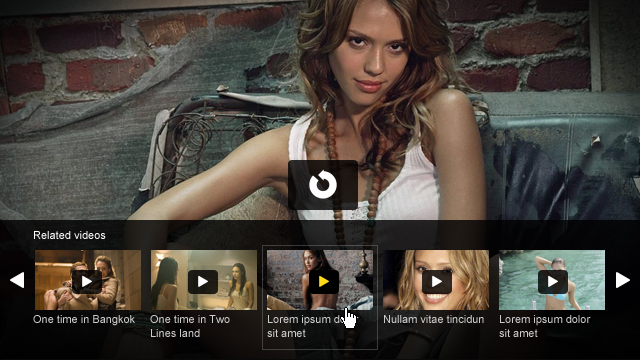 Related videos
One time in Bangkok
One time in Two
Lines land
Lorem ipsum dolor
sit amet
Nullam vitae tincidun
Lorem ipsum dolor
sit amet